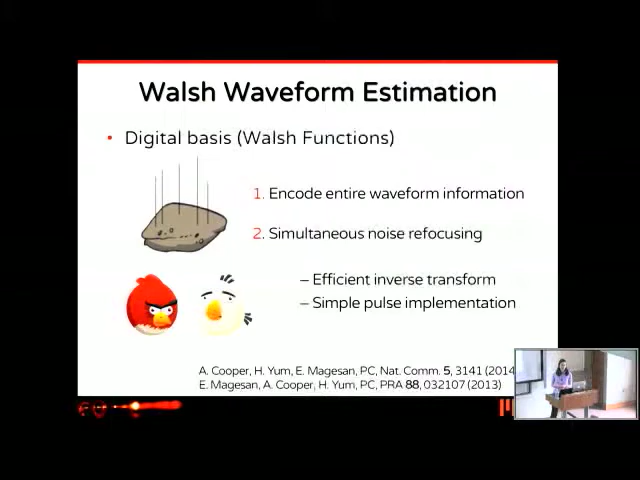 Walsh Waveform Estimation
• Digital basis (Walsh Functions)
1. Encode entire waveform information
2. Simultaneous noise refocusing
– Efficient inverse transform
– Simple pulse implementation
A. Cooper, H. Yum, E. Magesan, PC, Nat. Comm. 5, 3141 (2014
E. Magesan, A. Cooper, H. Yum, PC, PRA 88, 032107 (2013)